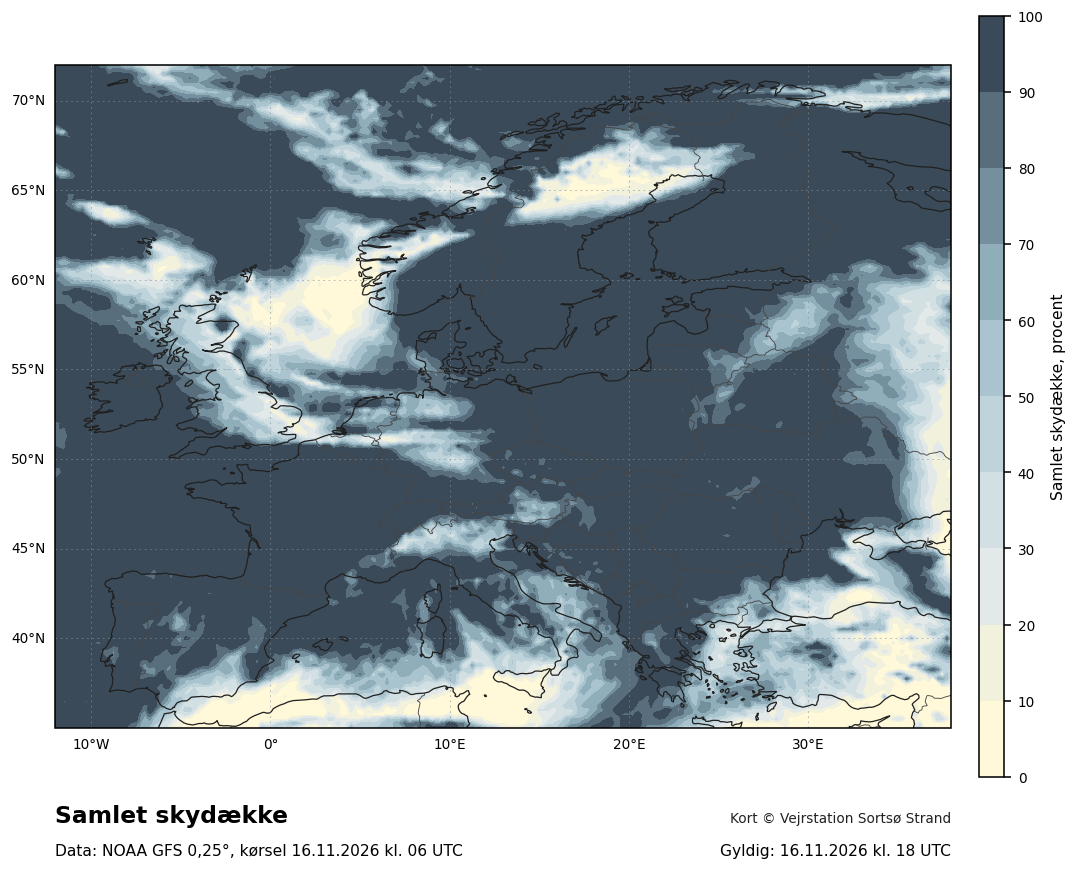 100
90
80
70
60
50
40
30
20
10
0
Samlet skydække, procent
70°N
65°N
60°N
55°N
50°N
45°N
40°N
10°W
0°
10°E
20°E
30°E
Samlet skydække
Kort © Vejrstation Sortsø Strand
Data: NOAA GFS 0,25°, kørsel 16.11.2026 kl. 06 UTC
Gyldig: 16.11.2026 kl. 18 UTC